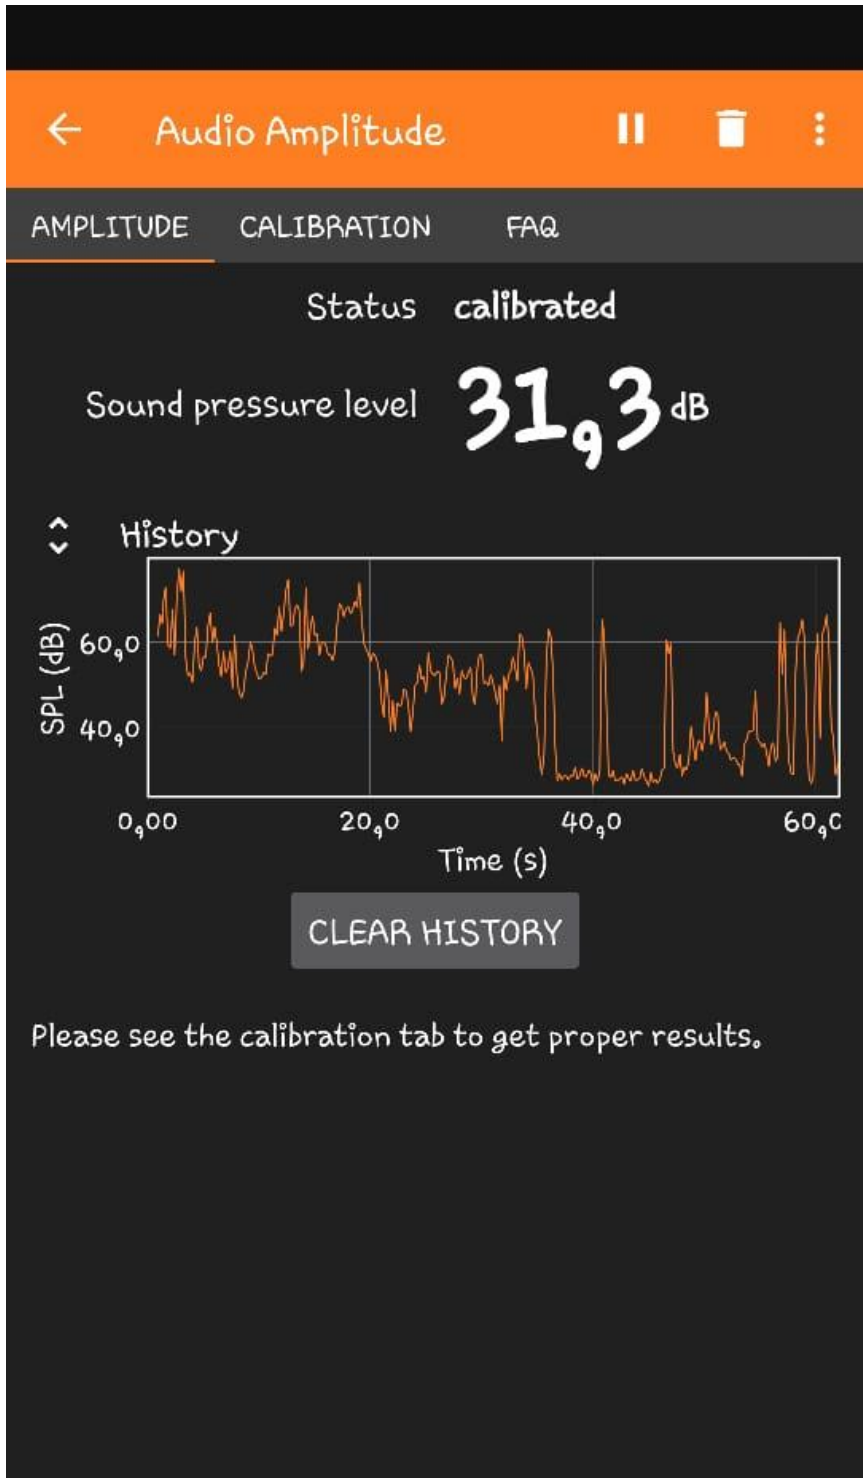 Audio Amplitude
AMPLITUDE CALIBRATION FAQ
Status calibrated
Sound pressure level 31,3 dB
History
SPL (dB)
60,0
40,0
0,00 20,0 40,0 60,0
Time (s)
CLEAR HISTORY
Please see the calibration tab to get proper results.